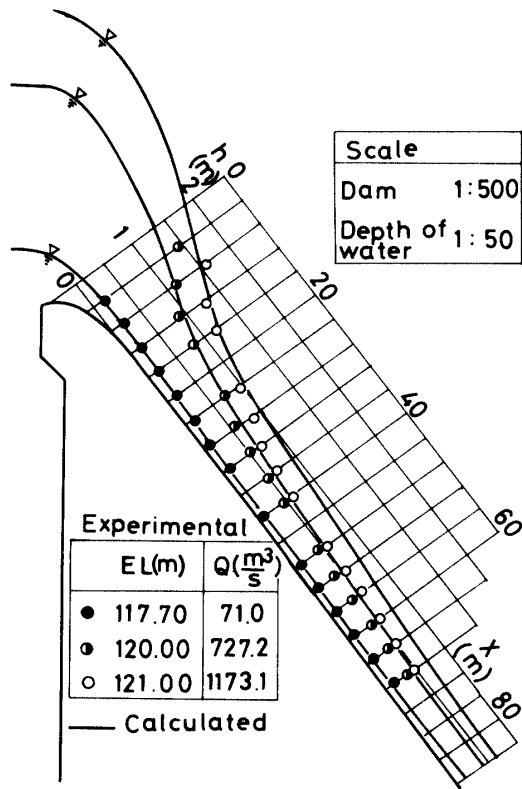 h
(m)
0
2
1
0
20
40
60
X
(m)
80
Scale
Dam 1:500
Depth of water 1:50
Experimental
EL(m) Q(m³/s)
● 117.70 71.0
◑ 120.00 727.2
○ 121.00 1173.1
— Calculated